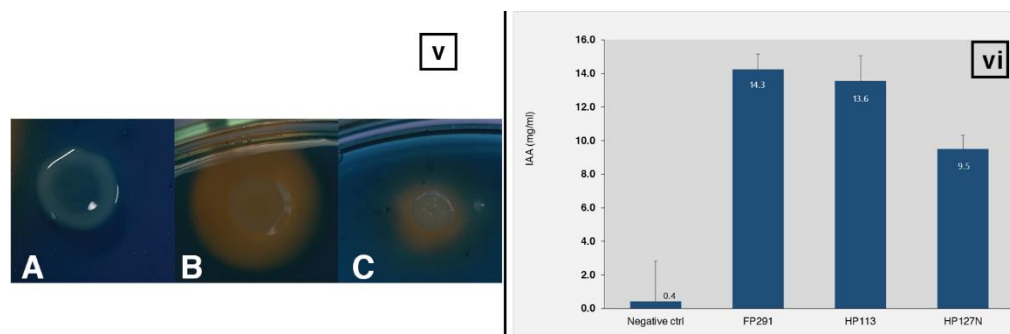 v
A
B
C
vi
IAA (mg/ml)
16.0
14.0
12.0
10.0
8.0
6.0
4.0
2.0
0.0
0.4
14.3
13.6
9.5
Negative ctrl
FP291
HP113
HP127N